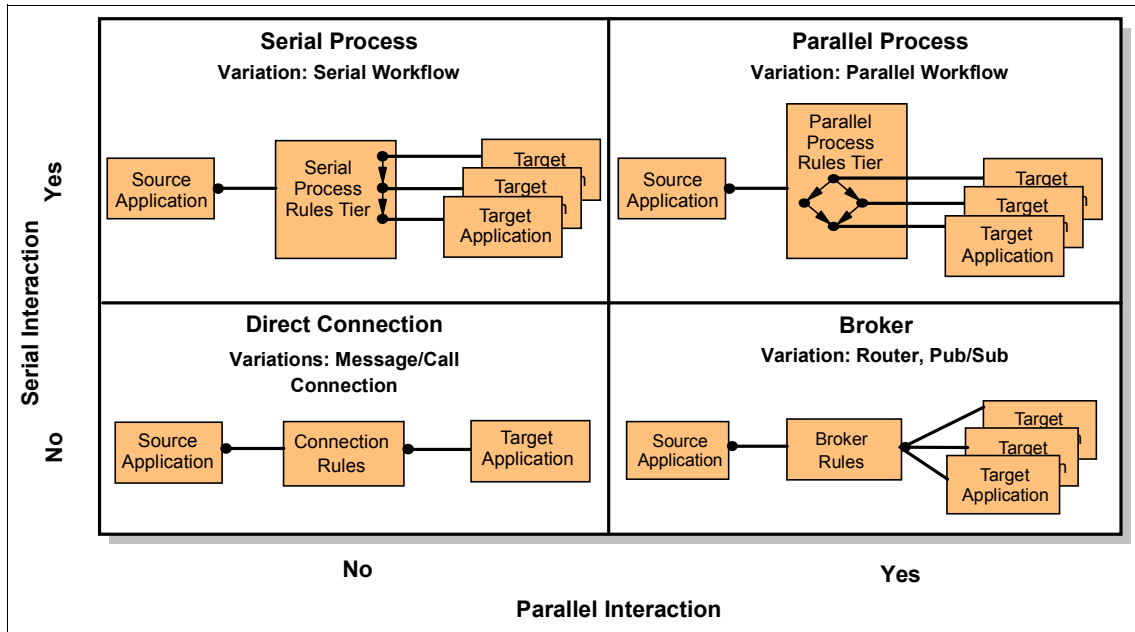 Serial Process
Variation: Serial Workflow
Source
Application
Serial
Process
Rules Tier
Target
Target
Target
Application
Parallel Process
Variation: Parallel Workflow
Source
Application
Parallel
Process
Rules Tier
Target
Target
Target
Application
Direct Connection
Variations: Message/Call
Connection
Source
Application
Connection
Rules
Target
Application
Broker
Variation: Router, Pub/Sub
Source
Application
Broker
Rules
Target
Target
Target
Application
Serial Interaction
Yes
No
No
Yes
Parallel Interaction